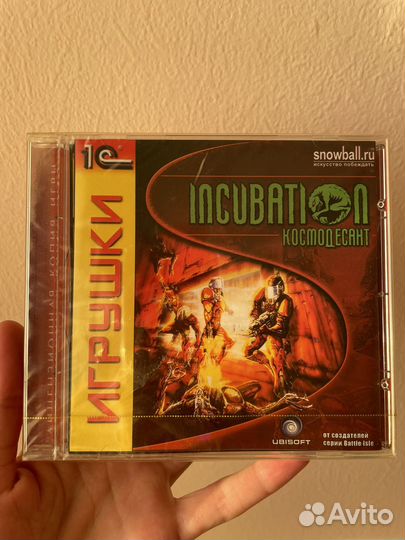 1С
snowball.ru
искусство побеждать
INCUBATION
КОСМОДЕСАНТ
ИГРУШКИ
UBISOFT
от создателей
серии Battle Isle
Avito